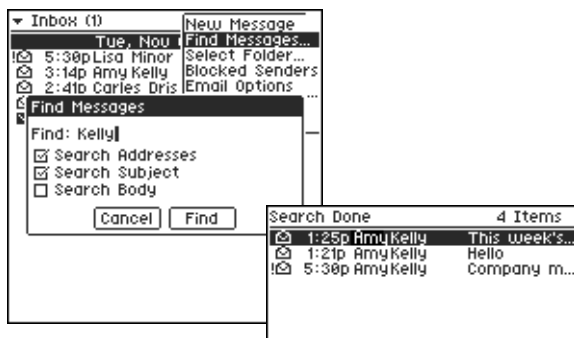 Inbox (1)
New Message
Tue, Nov
Find Messages...
5:30p Lisa Minor
Select Folder...
3:14p Amy Kelly
Blocked Senders
2:41p Carles Dris
Email Options
...
Find Messages
Find: Kelly
Search Addresses
Search Subject
Search Body
Cancel
Find
Search Done 4 Items
1:25p Amy Kelly This week's...
1:21p Amy Kelly Hello
!5:30p Amy Kelly Company m...